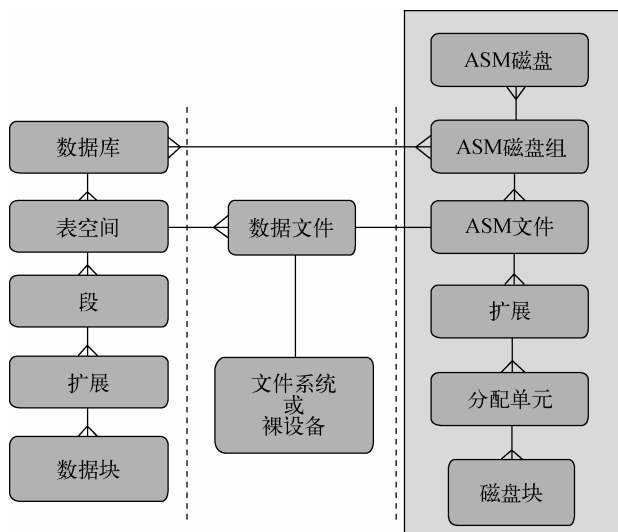 数据库
表空间
段
扩展
数据块
数据文件
文件系统
或
裸设备
ASM磁盘
ASM磁盘组
ASM文件
扩展
分配单元
磁盘块